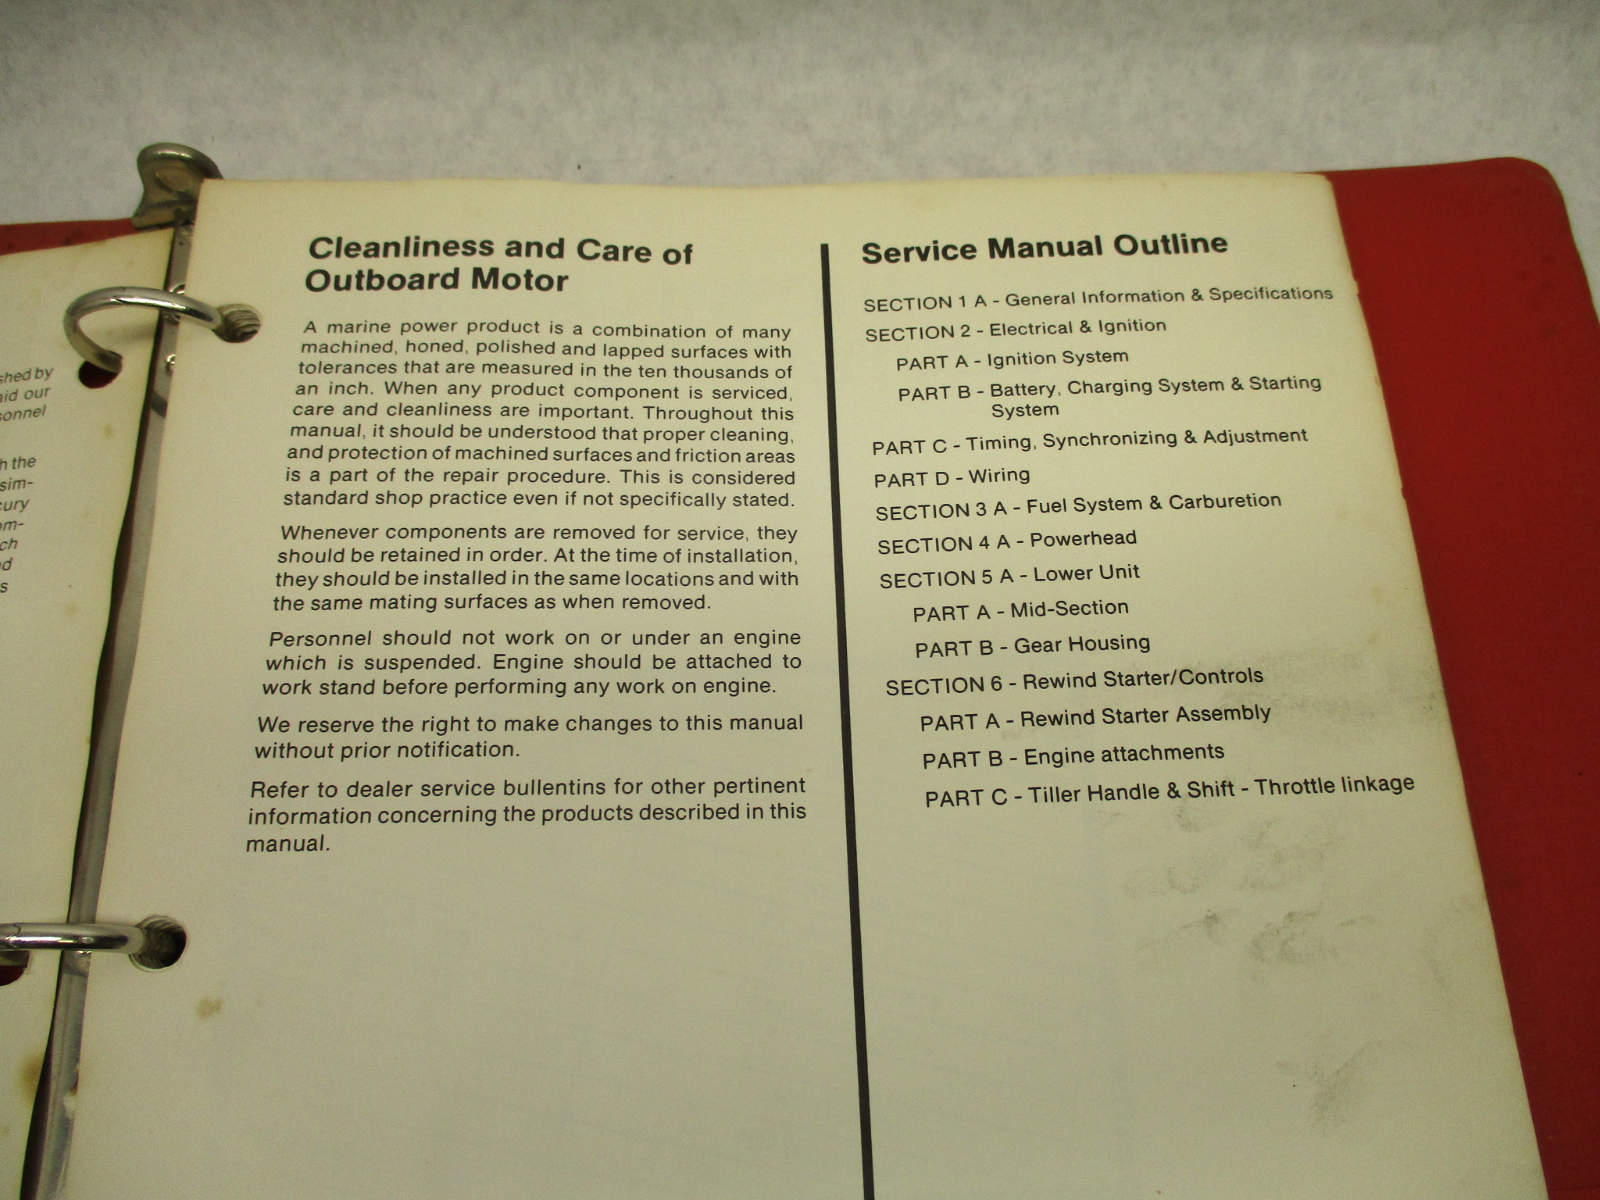 shed by
aid our
sonnel
h the
sim-
cury
om-
ch
d
s
Cleanliness and Care of
Outboard Motor
A marine power product is a combination of many
machined, honed, polished and lapped surfaces with
tolerances that are measured in the ten thousands of
an inch. When any product component is serviced,
care and cleanliness are important. Throughout this
manual, it should be understood that proper cleaning,
and protection of machined surfaces and friction areas
is a part of the repair procedure. This is considered
standard shop practice even if not specifically stated.
Whenever components are removed for service, they
should be retained in order. At the time of installation,
they should be installed in the same locations and with
the same mating surfaces as when removed.
Personnel should not work on or under an engine
which is suspended. Engine should be attached to
work stand before performing any work on engine.
We reserve the right to make changes to this manual
without prior notification.
Refer to dealer service bullentins for other pertinent
information concerning the products described in this
manual.
Service Manual Outline
SECTION 1 A - General Information & Specifications
SECTION 2 - Electrical & Ignition
PART A - Ignition System
PART B - Battery, Charging System & Starting
System
PART C - Timing, Synchronizing & Adjustment
PART D - Wiring
SECTION 3 A - Fuel System & Carburetion
SECTION 4 A - Powerhead
SECTION 5 A - Lower Unit
PART A - Mid-Section
PART B - Gear Housing
SECTION 6 - Rewind Starter/Controls
PART A - Rewind Starter Assembly
PART B - Engine attachments
PART C - Tiller Handle & Shift - Throttle linkage